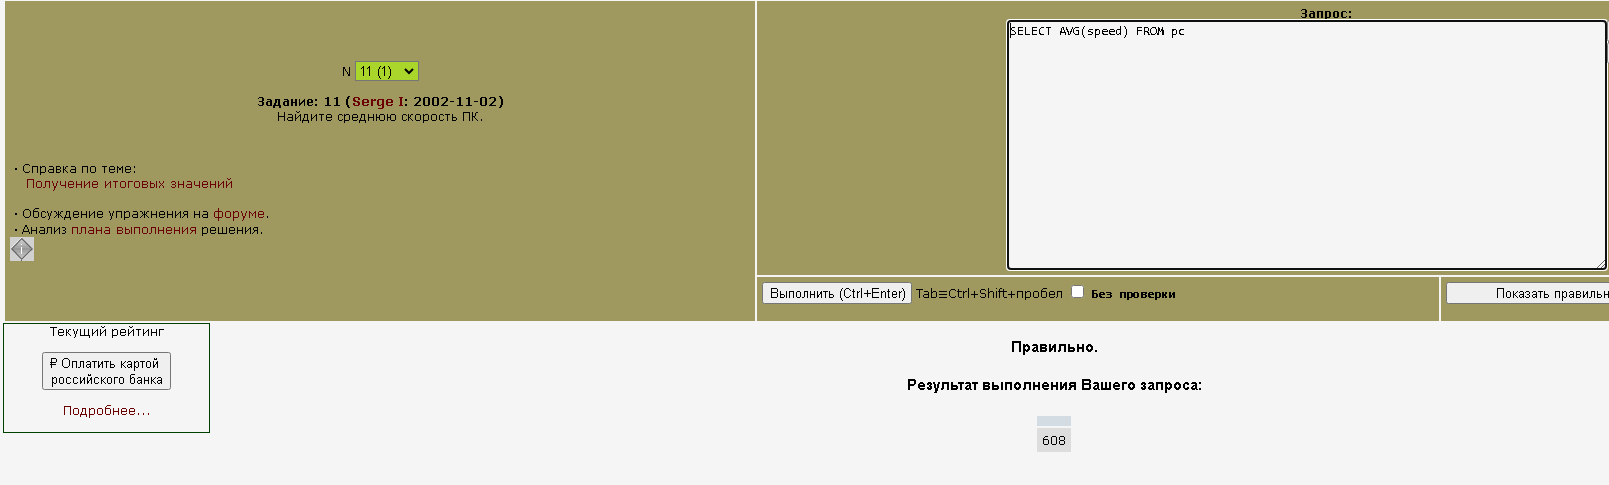 N 11 (1)
Задание: 11 (Serge I: 2002-11-02)
Найдите среднюю скорость ПК.
· Справка по теме:
Получение итоговых значений
· Обсуждение упражнения на форуме.
· Анализ плана выполнения решения.
Запрос:
SELECT AVG(speed) FROM pc
Выполнить (Ctrl+Enter) Tab≡Ctrl+Shift+пробел Без проверки
Показать правильн
Текущий рейтинг
₽ Оплатить картой
российского банка
Подробнее...
Правильно.
Результат выполнения Вашего запроса:
608